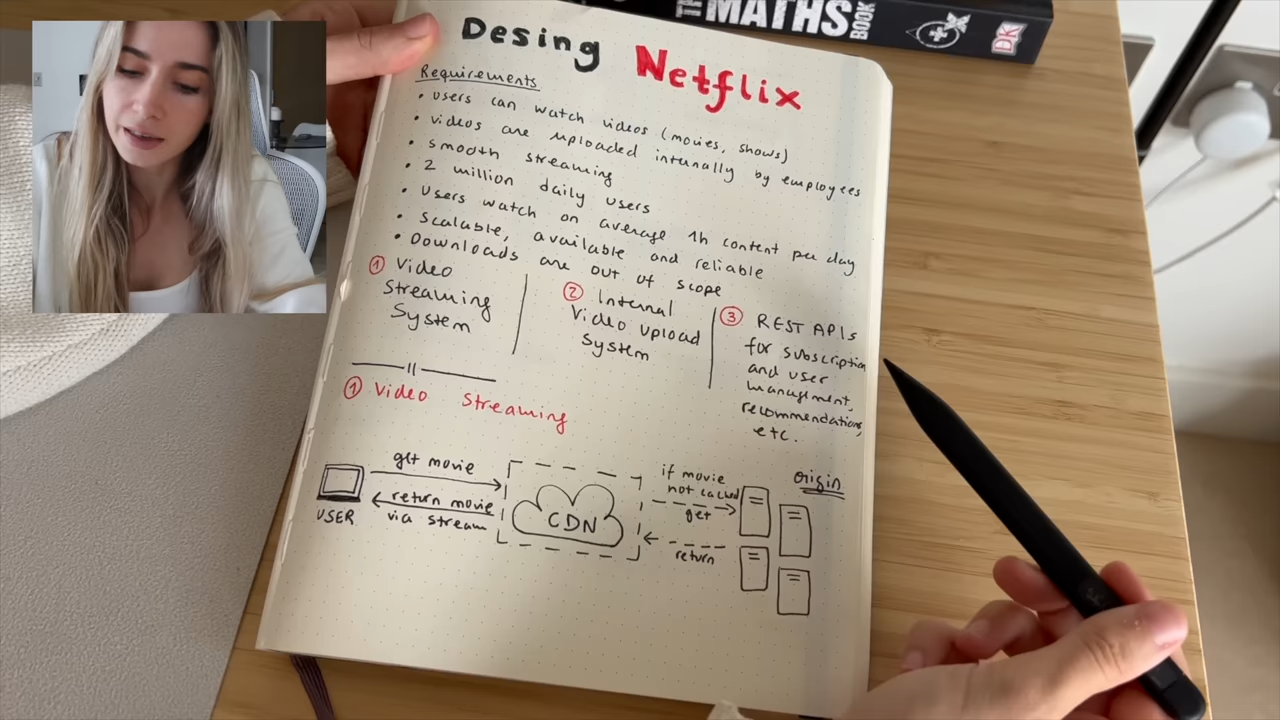 THE MATHS BOOK
DK
Desing Netflix
Requirements
• users can watch videos (movies, shows)
• videos are uploaded internally by employees
• smooth streaming
• 2 million daily users
• users watch on average 1h content per day
• scalable, available and reliable
• Downloads are out of scope
1 Video
Streaming
System
2 Internal
Video upload
System
3 REST APIs
for subscription
and user
management,
recommendations,
etc.
1 Video Streaming
get movie
return movie
via stream
USER
CDN
if movie
not cached
get
return
origin